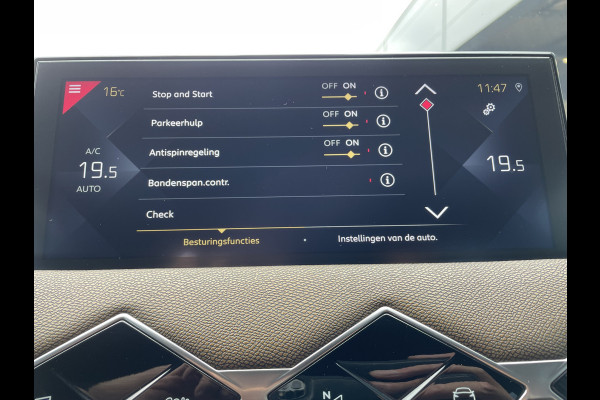 16°C
Stop and Start OFF ON
11:47
Parkeerhulp OFF ON
A/C
19.5
AUTO
Antispinregeling OFF ON
19.5
Bandenspan.contr.
Check
Besturingsfuncties
Instellingen van de auto.
N